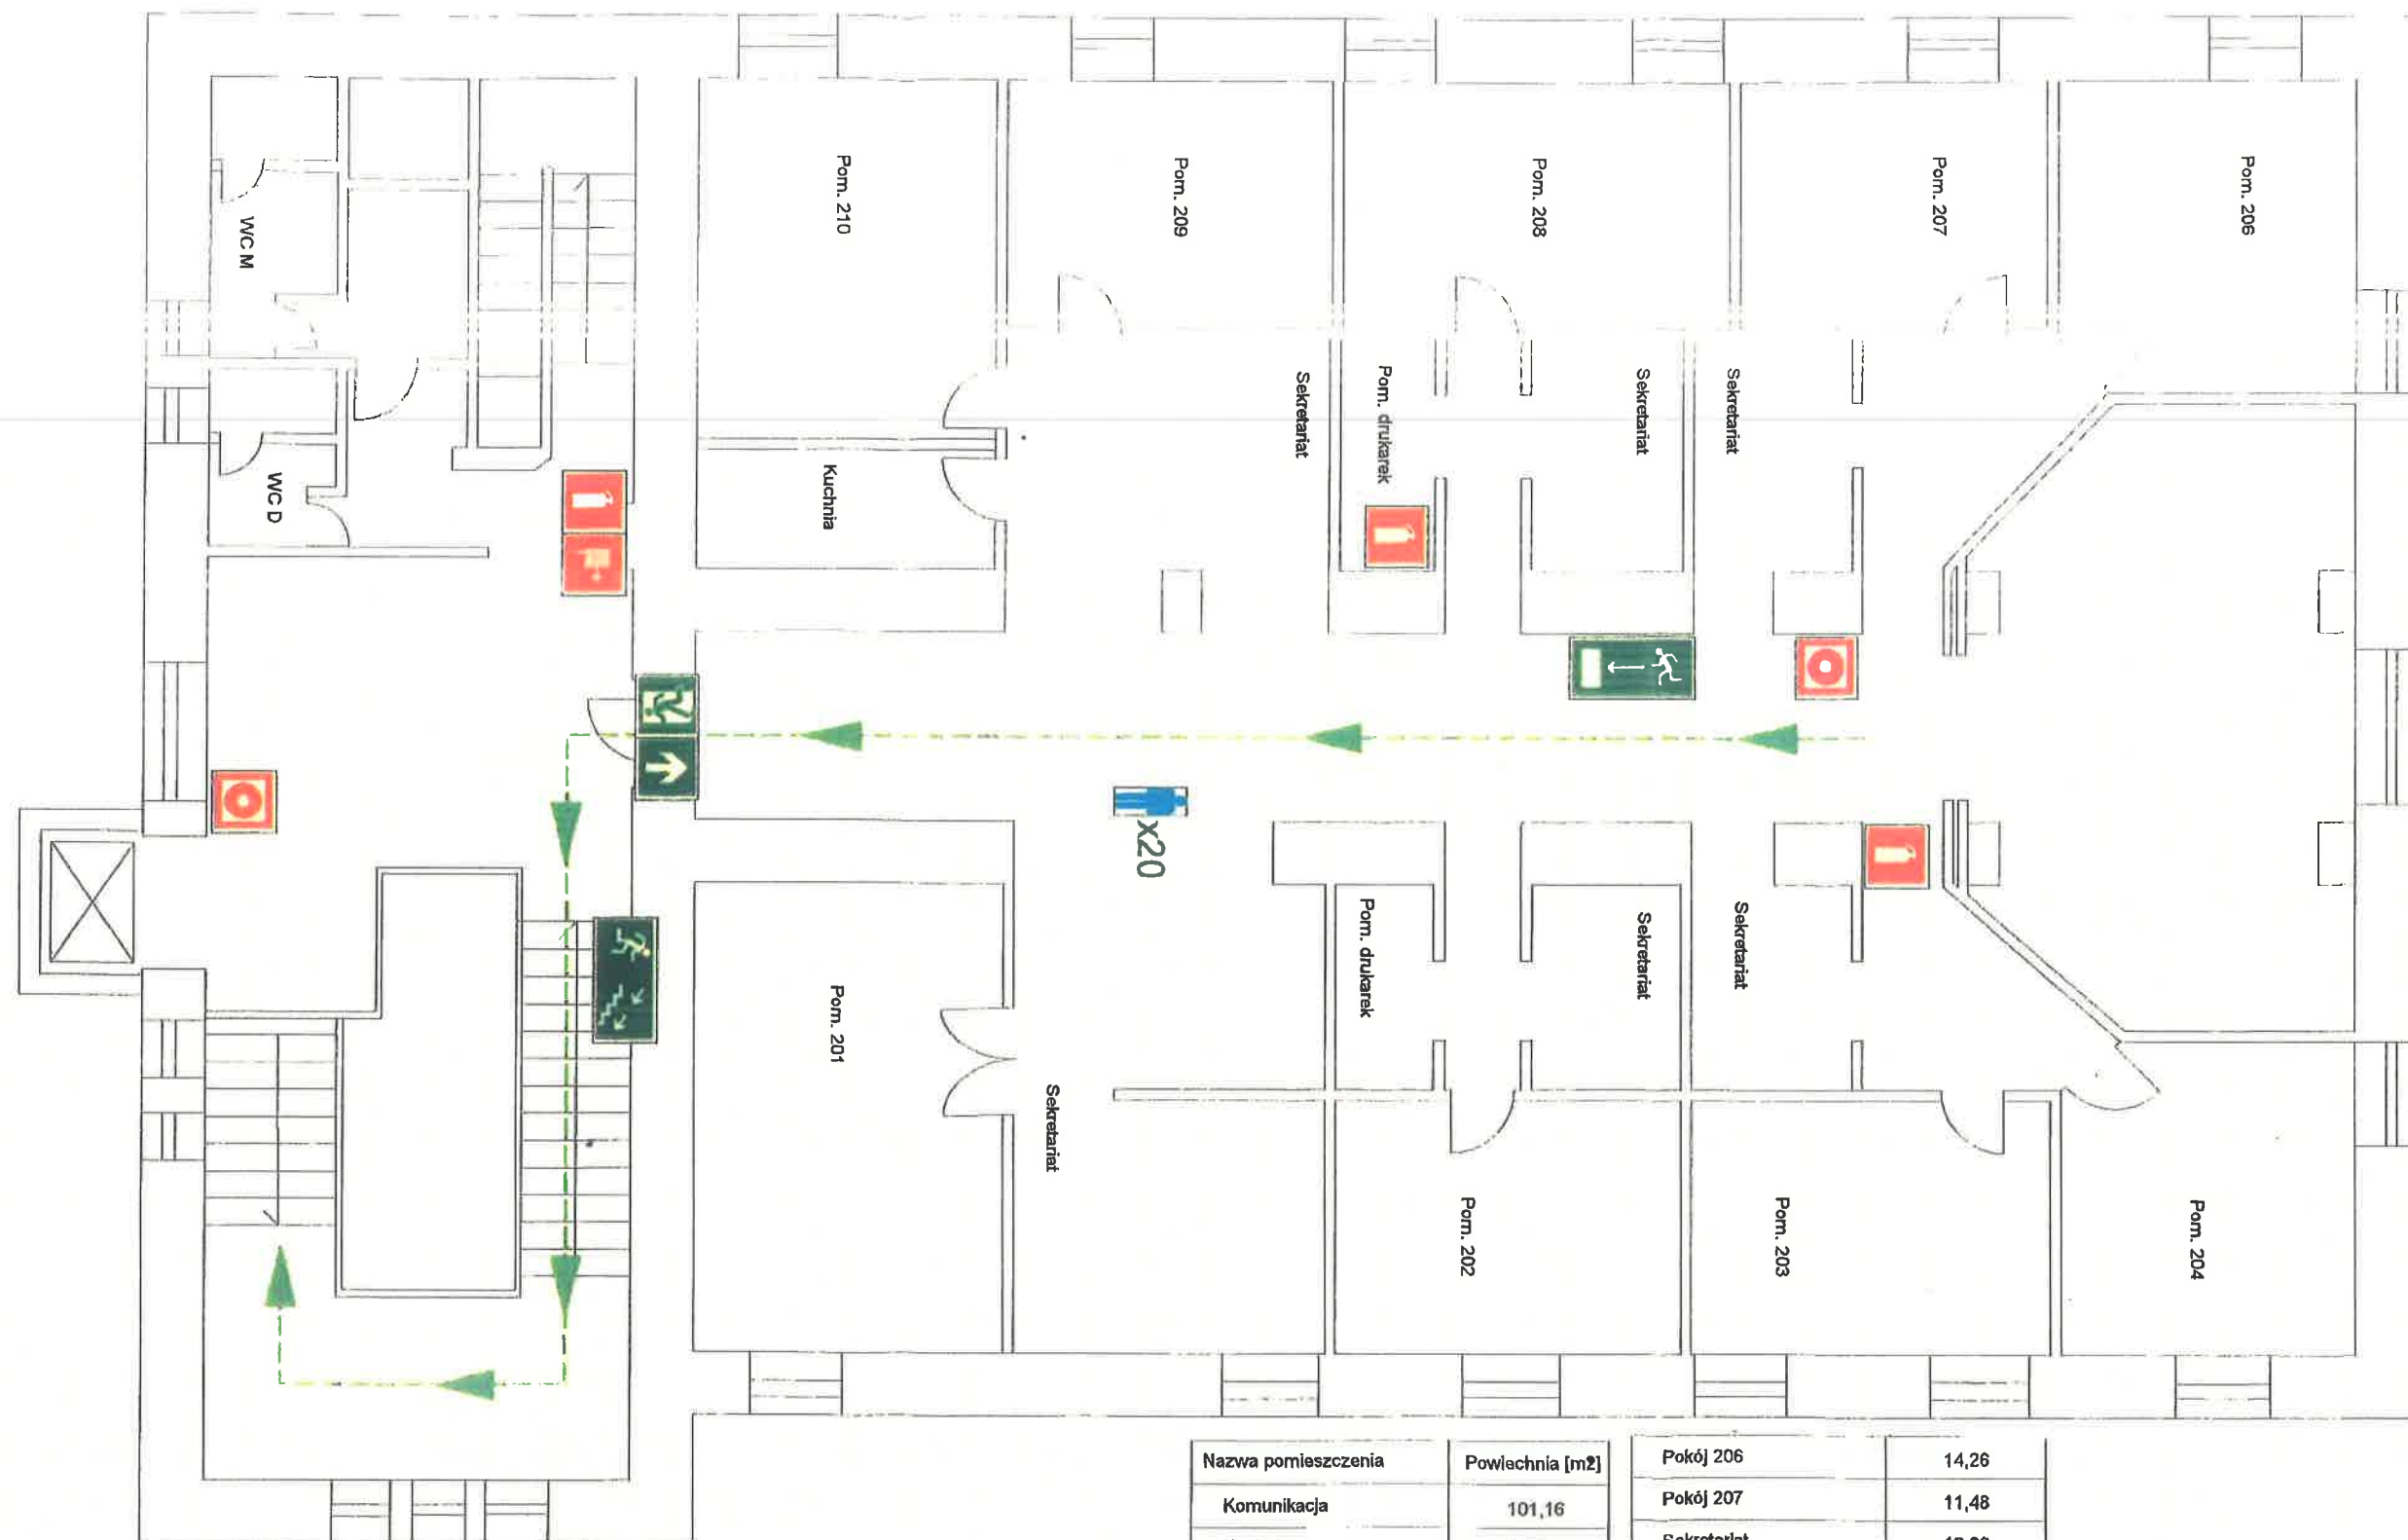 Pom. 210
Pom. 209
Pom. 208
Pom. 207
Pom. 206
WC M
Sekretariat
Pom. drukarek
Sekretariat
Sekretariat
Kuchnia
WC D
x20
Pom. 201
Pom. drukarek
Sekretariat
Sekretariat
Sekretariat
Pom. 202
Pom. 203
Pom. 204
Nazwa pomieszczenia Powiechnia [m2]
Komunikacja 101,16
Pokój 206 14,26
Pokój 207 11,48
Sekretariat